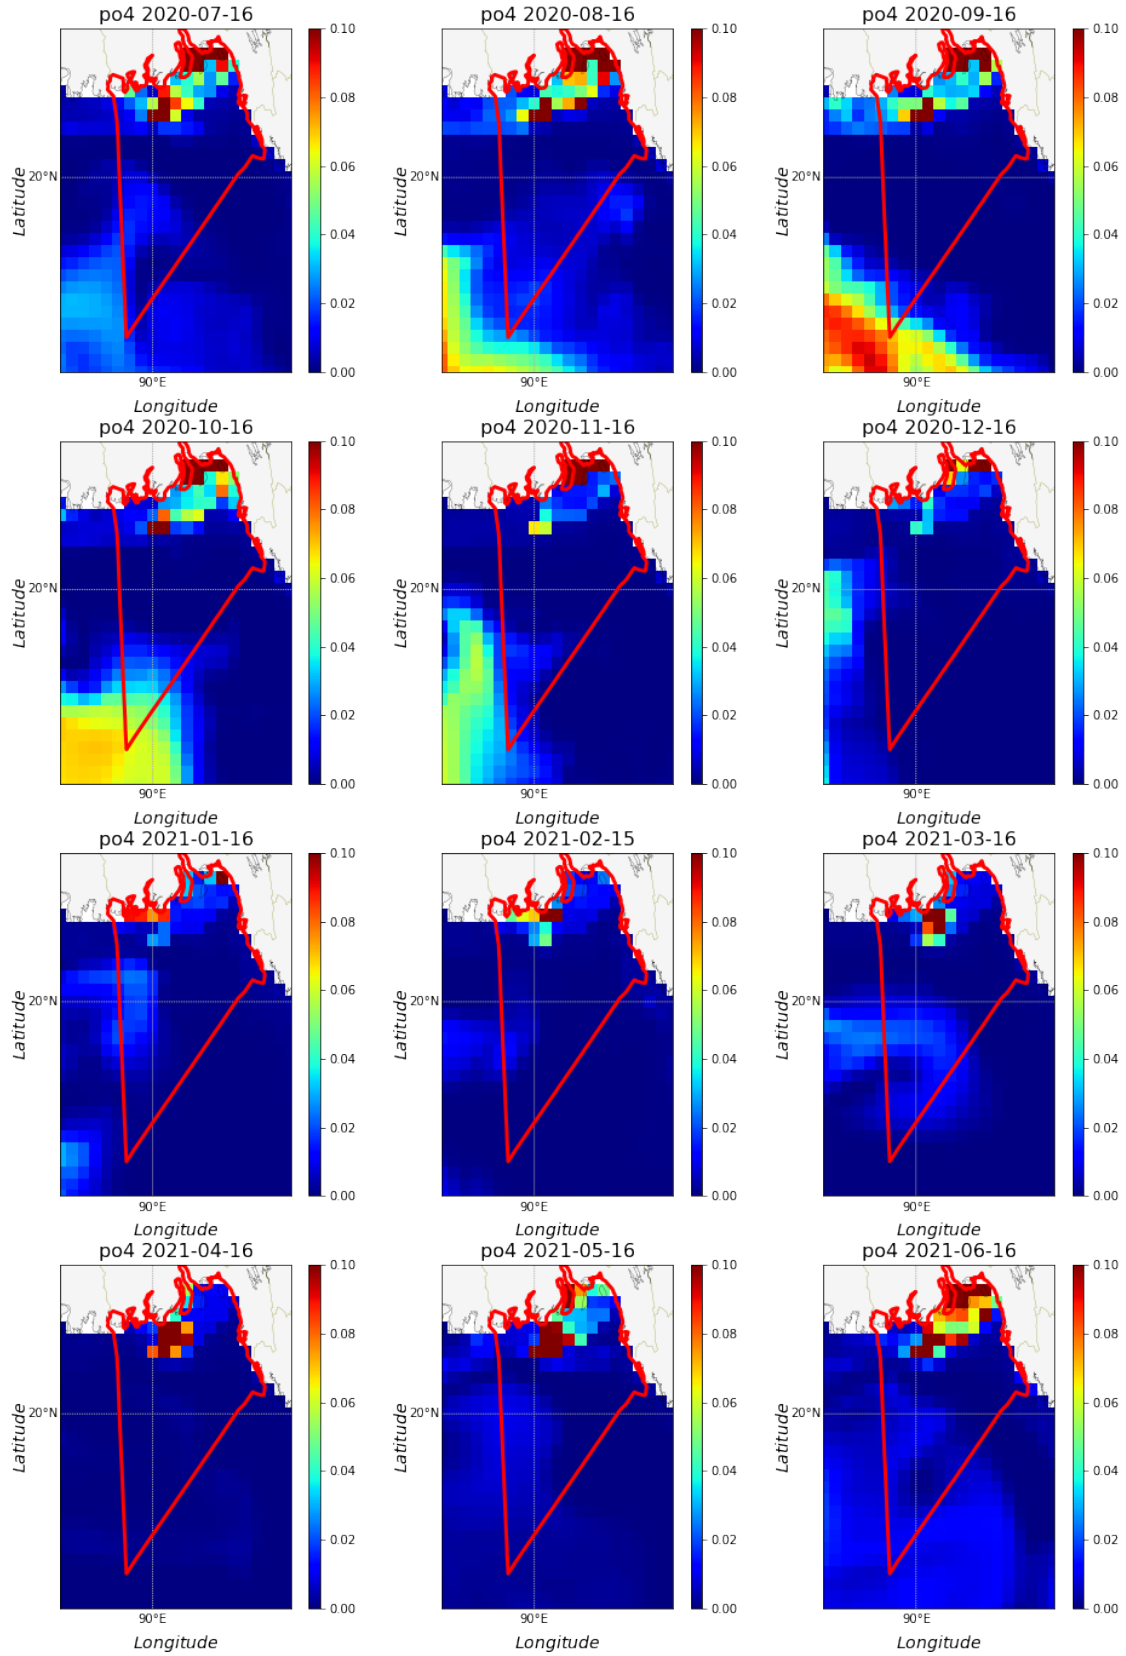 po4 2020-07-16
po4 2020-08-16
po4 2020-09-16
Latitude
20°N
90°E
Longitude
0.10
0.08
0.06
0.04
0.02
0.00
Latitude
90°E
Longitude
0.10
0.08
0.06
0.04
0.02
0.00
Latitude
20°N
90°E
Longitude
0.10
0.08
0.06
0.04
0.02
0.00
po4 2020-10-16
po4 2020-11-16
po4 2020-12-16
Latitude
20°N
90°E
Longitude
0.10
0.08
0.06
0.04
0.02
0.00
Latitude
90°E
Longitude
0.10
0.08
0.06
0.04
0.02
0.00
Latitude
20°N
90°E
Longitude
0.10
0.08
0.06
0.04
0.02
0.00
po4 2021-01-16
po4 2021-02-15
po4 2021-03-16
Latitude
20°N
90°E
Longitude
0.10
0.08
0.06
0.04
0.02
0.00
Latitude
90°E
Longitude
0.10
0.08
0.06
0.04
0.02
0.00
Latitude
20°N
90°E
Longitude
0.10
0.08
0.06
0.04
0.02
0.00
po4 2021-04-16
po4 2021-05-16
po4 2021-06-16
Latitude
20°N
90°E
Longitude
0.10
0.08
0.06
0.04
0.02
0.00
Latitude
90°E
Longitude
0.10
0.08
0.06
0.04
0.02
0.00
Latitude
20°N
90°E
Longitude
0.10
0.08
0.06
0.04
0.02
0.00